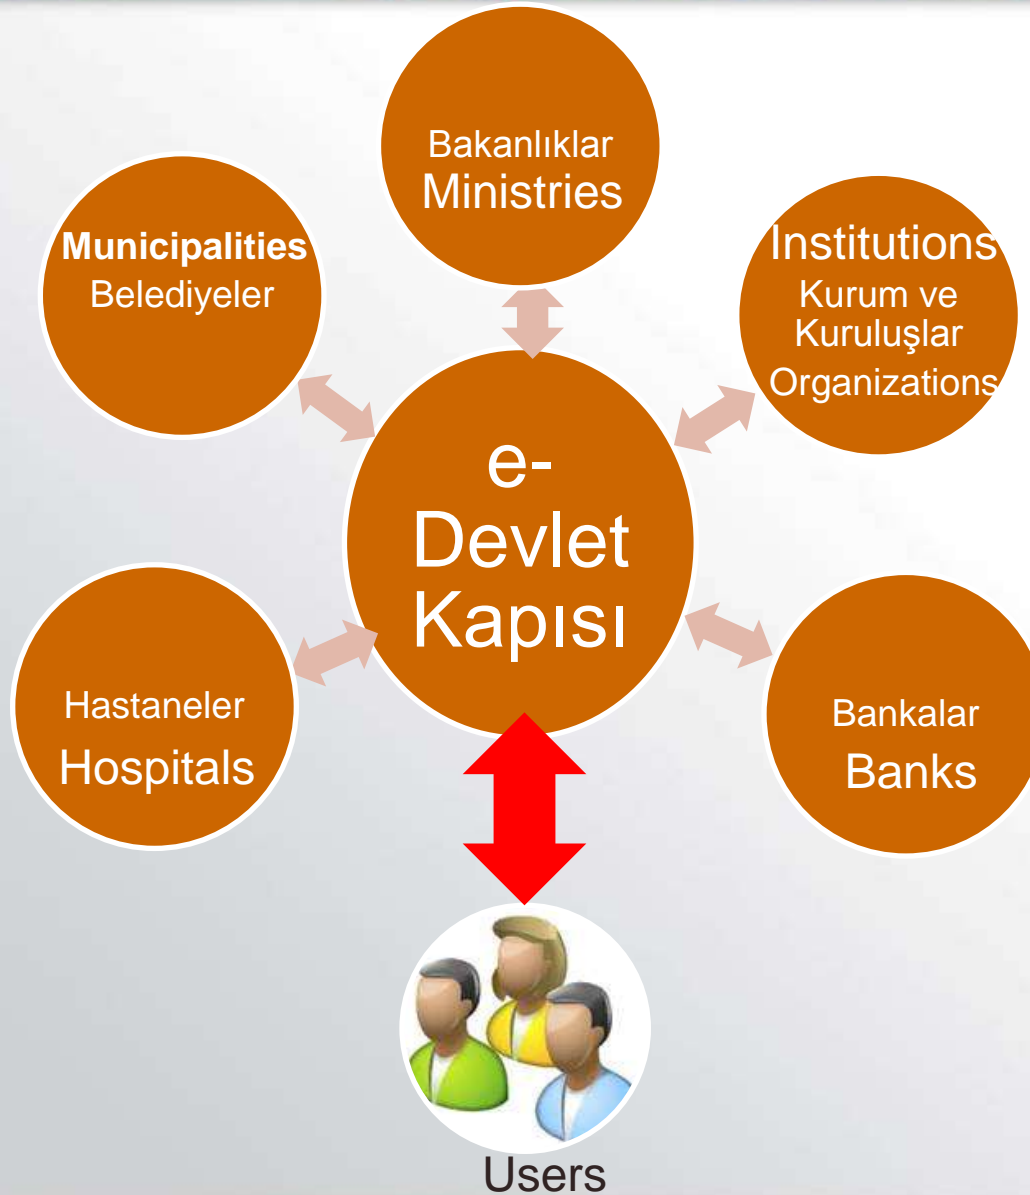 Bakanlıklar
Ministries
Municipalities
Belediyeler
Institutions
Kurum ve
Kuruluşlar
Organizations
e-
Devlet
Kapısı
Hastaneler
Hospitals
Bankalar
Banks
Users